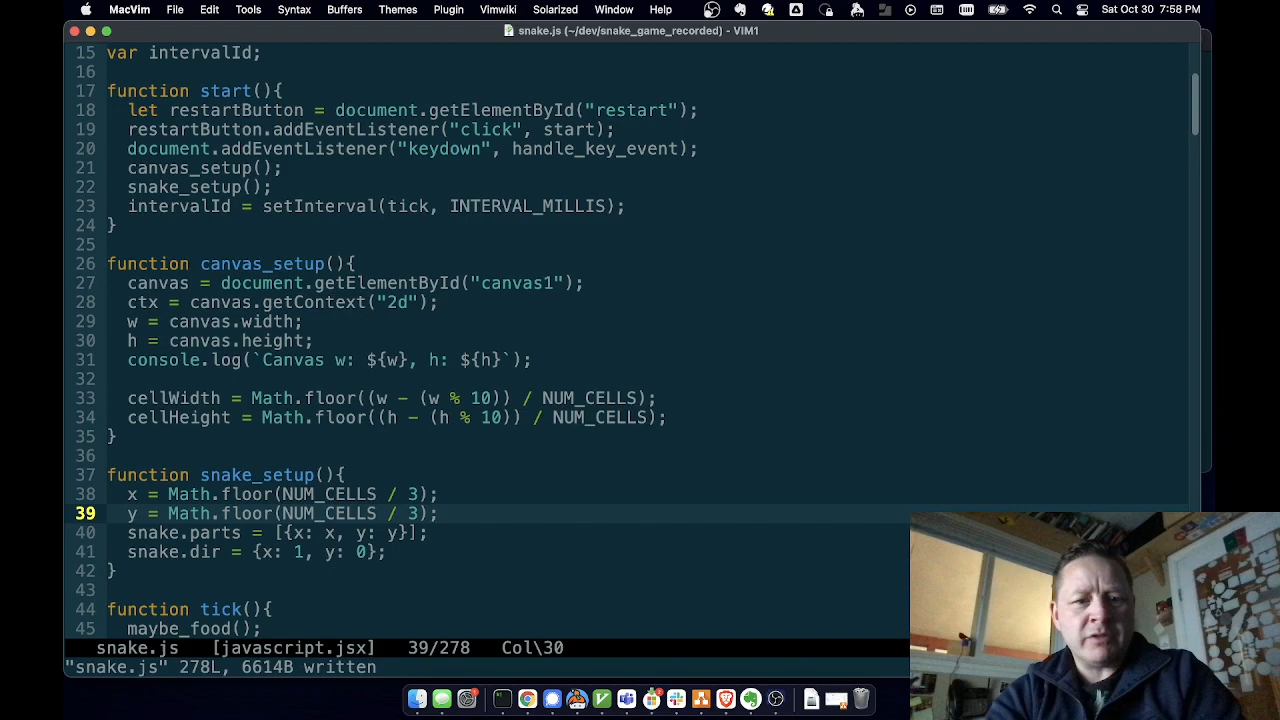 MacVim File Edit Tools Syntax Buffers Themes Plugin Vimwiki Solarized Window Help Sat Oct 30 7:58 PM
snake.js (~/dev/snake_game_recorded) - VIM1
15 var intervalId;
16
17 function start(){
18 let restartButton = document.getElementById("restart");
19 restartButton.addEventListener("click", start);
20 document.addEventListener("keydown", handle_key_event);
21 canvas_setup();
22 snake_setup();
23 intervalId = setInterval(tick, INTERVAL_MILLIS);
24 }
25
26 function canvas_setup(){
27 canvas = document.getElementById("canvas1");
28 ctx = canvas.getContext("2d");
29 w = canvas.width;
30 h = canvas.height;
31 console.log(`Canvas w: ${w}, h: ${h}`);
32
33 cellWidth = Math.floor((w - (w % 10)) / NUM_CELLS);
34 cellHeight = Math.floor((h - (h % 10)) / NUM_CELLS);
35 }
36
37 function snake_setup(){
38 x = Math.floor(NUM_CELLS / 3);
39 y = Math.floor(NUM_CELLS / 3);
40 snake.parts = [{x: x, y: y}];
41 snake.dir = {x: 1, y: 0};
42 }
43
44 function tick(){
45 maybe_food();
snake.js [javascript.jsx] 39/278 Col\30
"snake.js" 278L, 6614B written